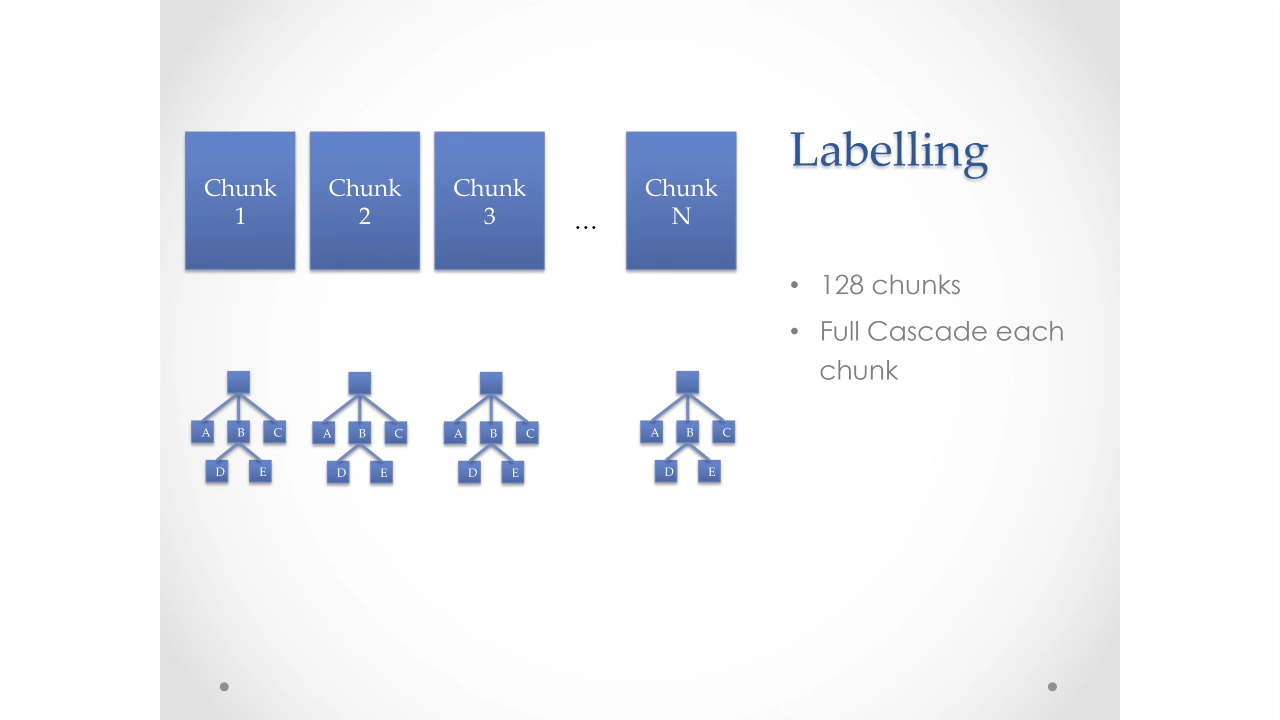 Labelling
Chunk
1
Chunk
2
Chunk
3
...
Chunk
N
• 128 chunks
• Full Cascade each
chunk
A B C
D E
A B C
D E
A B C
D E
A B C
D E